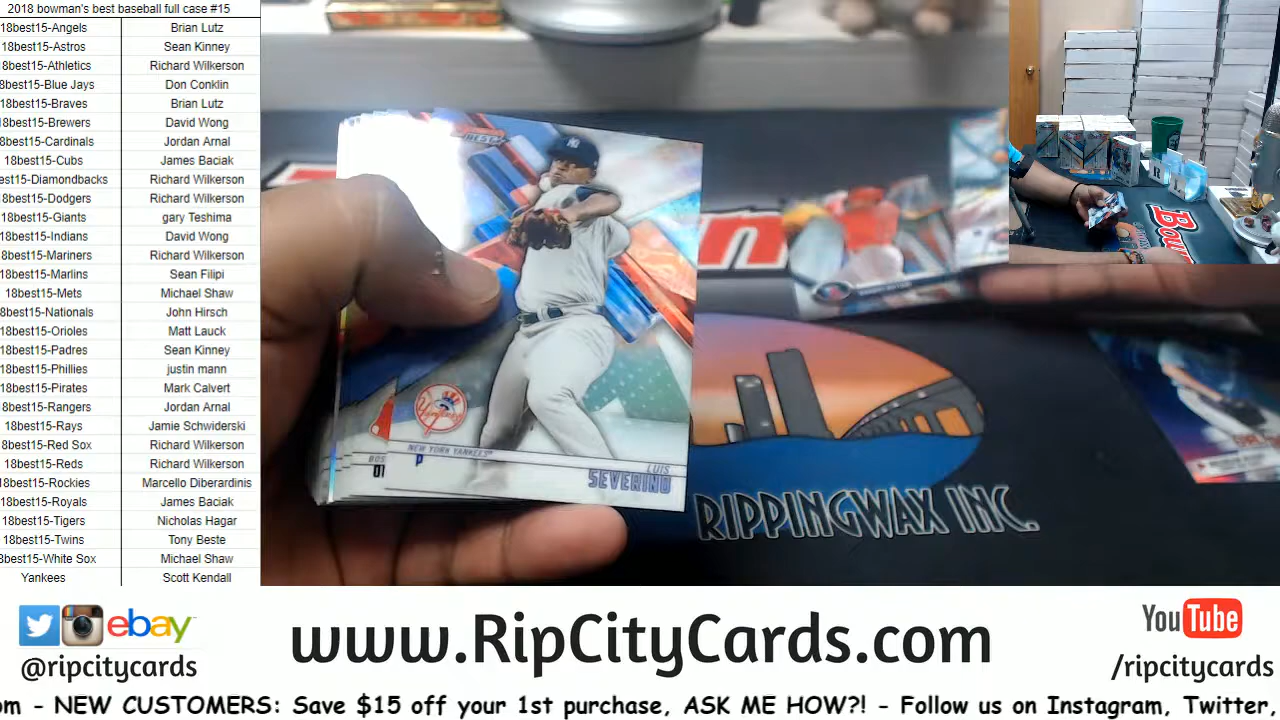 2018 bowman's best baseball full case #15
18best15-Angels Brian Lutz
18best15-Astros Sean Kinney
8best15-Athletics Richard Wilkerson
8best15-Blue Jays Don Conklin
18best15-Braves Brian Lutz
18best15-Brewers David Wong
8best15-Cardinals Jordan Arnal
18best15-Cubs James Baciak
est15-Diamondbacks Richard Wilkerson
8best15-Dodgers Richard Wilkerson
18best15-Giants gary Teshima
18best15-Indians David Wong
8best15-Mariners Richard Wilkerson
18best15-Marlins Sean Filipi
18best15-Mets Michael Shaw
8best15-Nationals John Hirsch
18best15-Orioles Matt Lauck
18best15-Padres Sean Kinney
18best15-Phillies justin mann
18best15-Pirates Mark Calvert
8best15-Rangers Jordan Arnal
18best15-Rays Jamie Schwiderski
8best15-Red Sox Richard Wilkerson
18best15-Reds Richard Wilkerson
8best15-Rockies Marcello Diberardinis
18best15-Royals James Baciak
18best15-Tigers Nicholas Hagar
18best15-Twins Tony Beste
8best15-White Sox Michael Shaw
Yankees Scott Kendall
BEST
Yankees
NEW YORK YANKEES
P
LUIS
SEVERINO
BOS
RIPPINGWAX INC.
ebay
@ripcitycards
www.RipCityCards.com
YouTube
/ripcitycards
om - NEW CUSTOMERS: Save $15 off your 1st purchase, ASK ME HOW?! - Follow us on Instagram, Twitter,